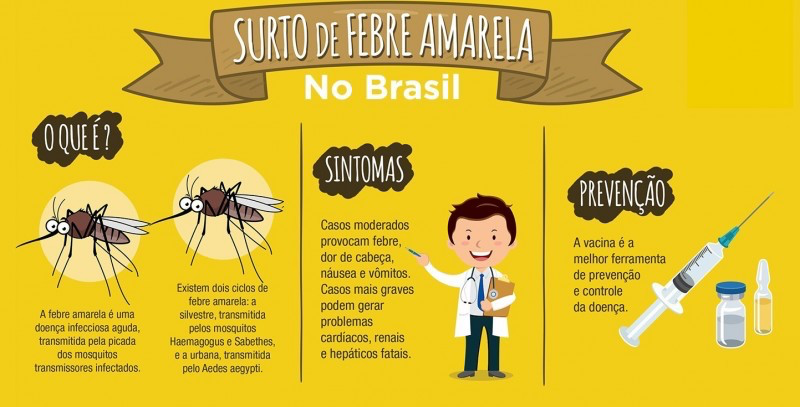 SURTO DE FEBRE AMARELA
No Brasil
O QUE É?
A febre amarela é uma
doença infecciosa aguda,
transmitida pela picada
dos mosquitos
transmissores infectados.
Existem dois ciclos de
febre amarela: a
silvestre, transmitida
pelos mosquitos
Haemagogus e Sabethes,
e a urbana, transmitida
pelo Aedes aegypti.
SINTOMAS
Casos moderados
provocam febre,
dor de cabeça,
náusea e vômitos.
Casos mais graves
podem gerar
problemas
cardíacos, renais
e hepáticos fatais.
PREVENÇÃO
A vacina é a
melhor ferramenta
de prevenção
e controle
da doença.